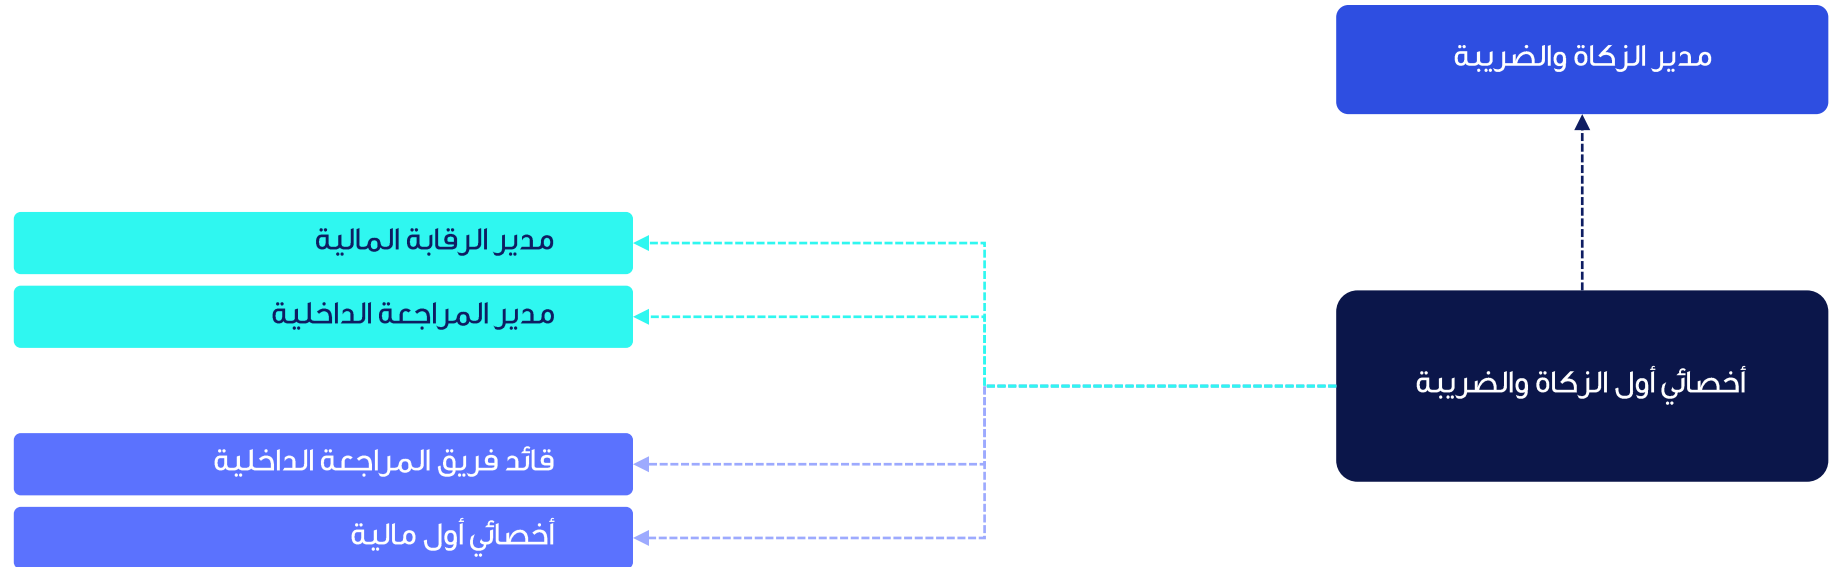 مدير الزكاة والضريبة
مدير الرقابة المالية
مدير المراجعة الداخلية
أخصائي أول الزكاة والضريبة
قائد فريق المراجعة الداخلية
أخصائي أول مالية